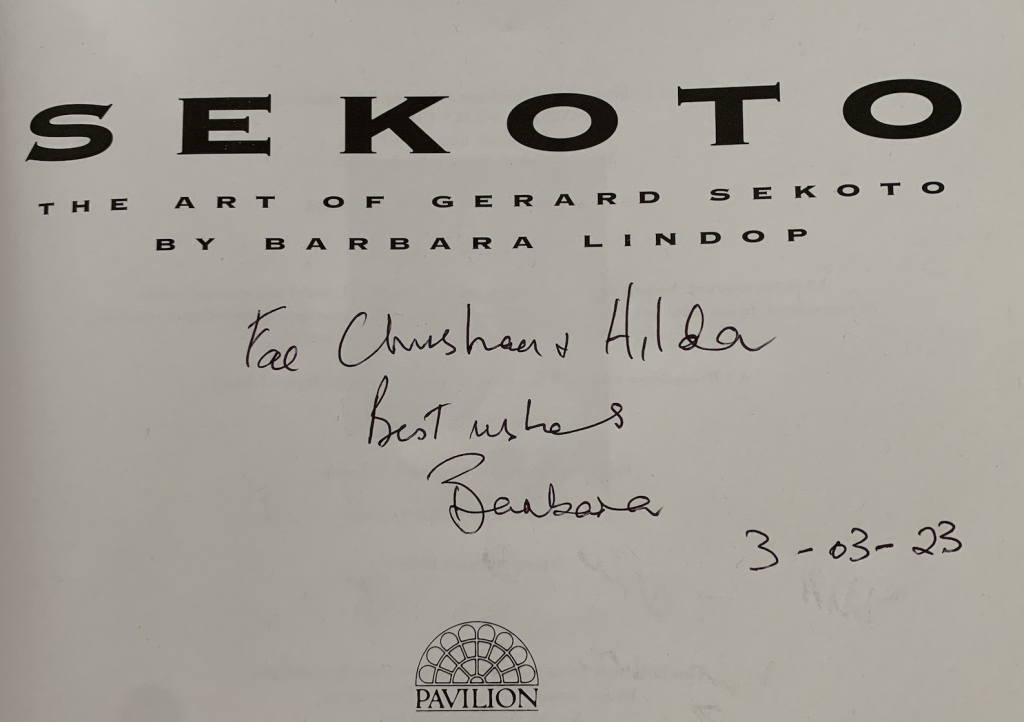 SEKOTO
THE ART OF GERARD SEKOTO
BY BARBARA LINDOP
For Christian + Hilda
Best wishes
Barbara
3-03-23
PAVILION